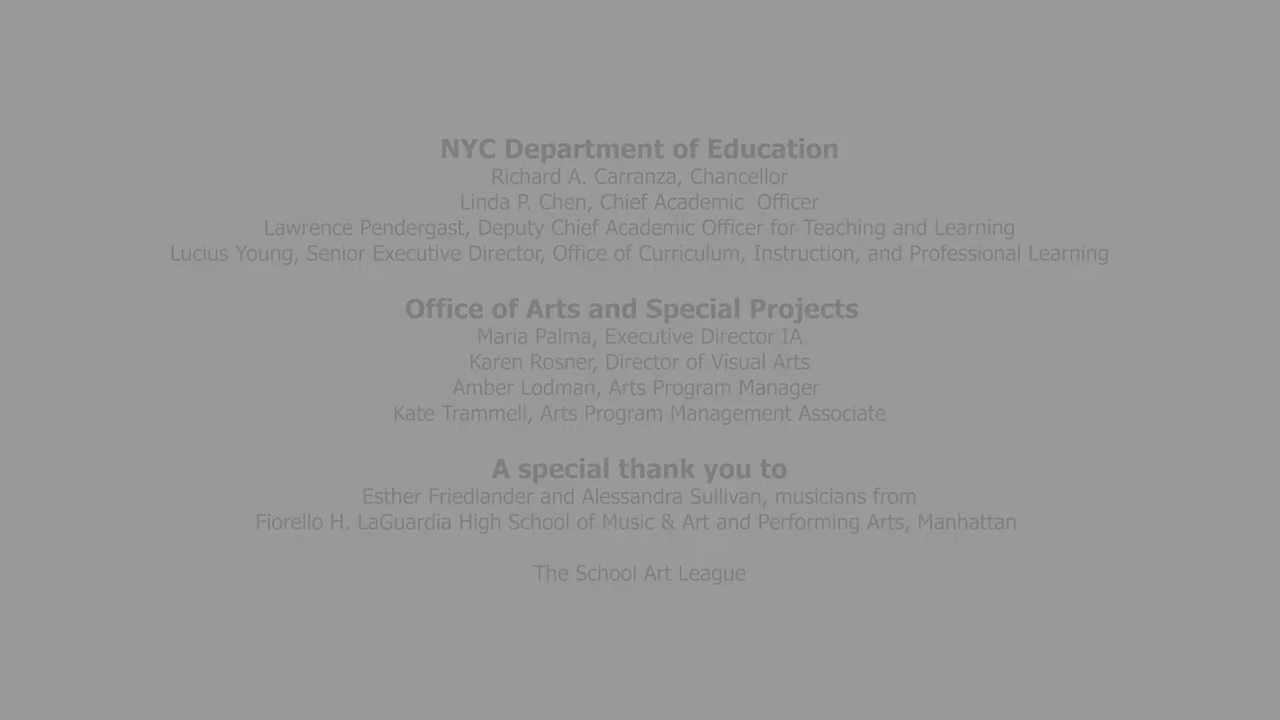 NYC Department of Education
Richard A. Carranza, Chancellor
Linda P. Chen, Chief Academic  Officer
Lawrence Pendergast, Deputy Chief Academic Officer for Teaching and Learning
Lucius Young, Senior Executive Director, Office of Curriculum, Instruction, and Professional Learning
Office of Arts and Special Projects
Maria Palma, Executive Director IA
Karen Rosner, Director of Visual Arts
Amber Lodman, Arts Program Manager
Kate Trammell, Arts Program Management Associate
A special thank you to
Esther Friedlander and Alessandra Sullivan, musicians from
Fiorello H. LaGuardia High School of Music & Art and Performing Arts, Manhattan
The School Art League